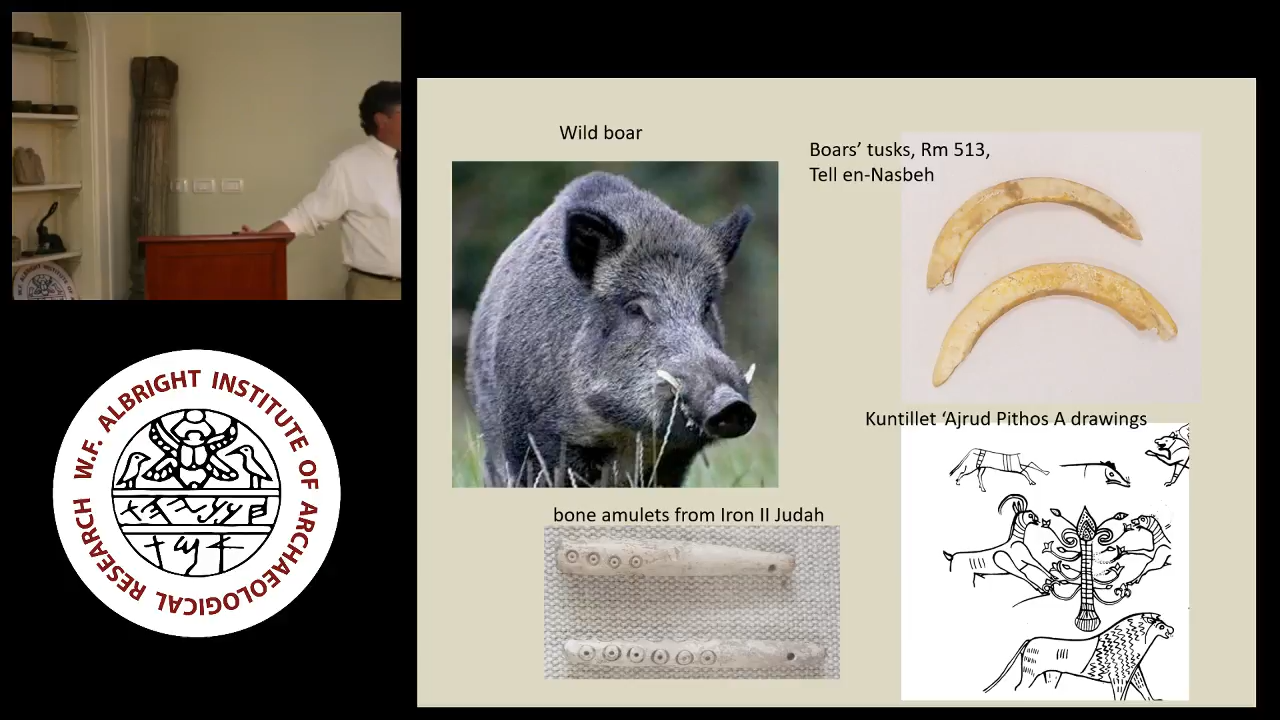 Wild boar
Boars’ tusks, Rm 513,
Tell en-Nasbeh
Kuntillet ‘Ajrud Pithos A drawings
bone amulets from Iron II Judah
W.F. ALBRIGHT INSTITUTE OF ARCHAEOLOGICAL RESEARCH